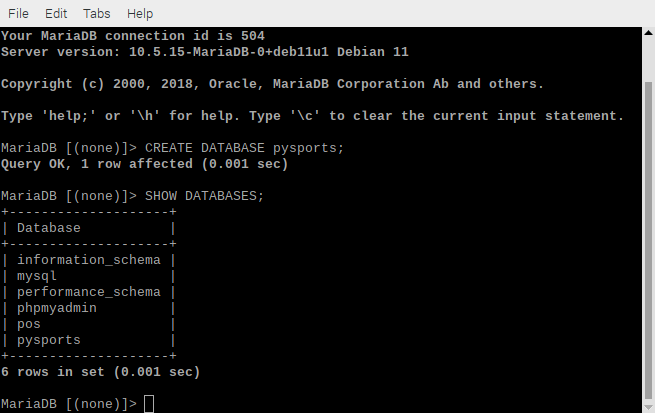 File Edit Tabs Help
Your MariaDB connection id is 504
Server version: 10.5.15-MariaDB-0+deb11u1 Debian 11
Copyright (c) 2000, 2018, Oracle, MariaDB Corporation Ab and others.
Type 'help;' or '\h' for help. Type '\c' to clear the current input statement.
MariaDB [(none)]> CREATE DATABASE pysports;
Query OK, 1 row affected (0.001 sec)
MariaDB [(none)]> SHOW DATABASES;
+--------------------+
| Database           |
+--------------------+
| information_schema |
| mysql              |
| performance_schema |
| phpmyadmin         |
| pos                |
| pysports           |
+--------------------+
6 rows in set (0.001 sec)
MariaDB [(none)]>